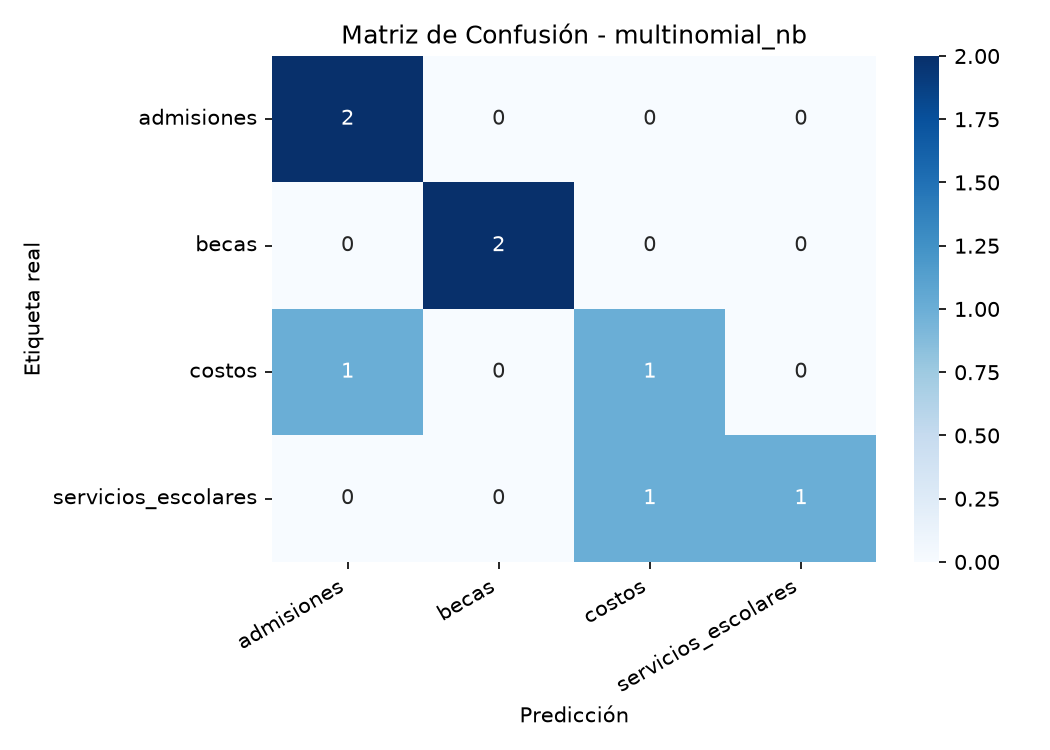 Matriz de Confusión - multinomial_nb
Etiqueta real
admisiones 2 0 0 0
becas 0 2 0 0
costos 1 0 1 0
servicios_escolares 0 0 1 1
admisiones becas costos servicios_escolares
Predicción
2.00
1.75
1.50
1.25
1.00
0.75
0.50
0.25
0.00